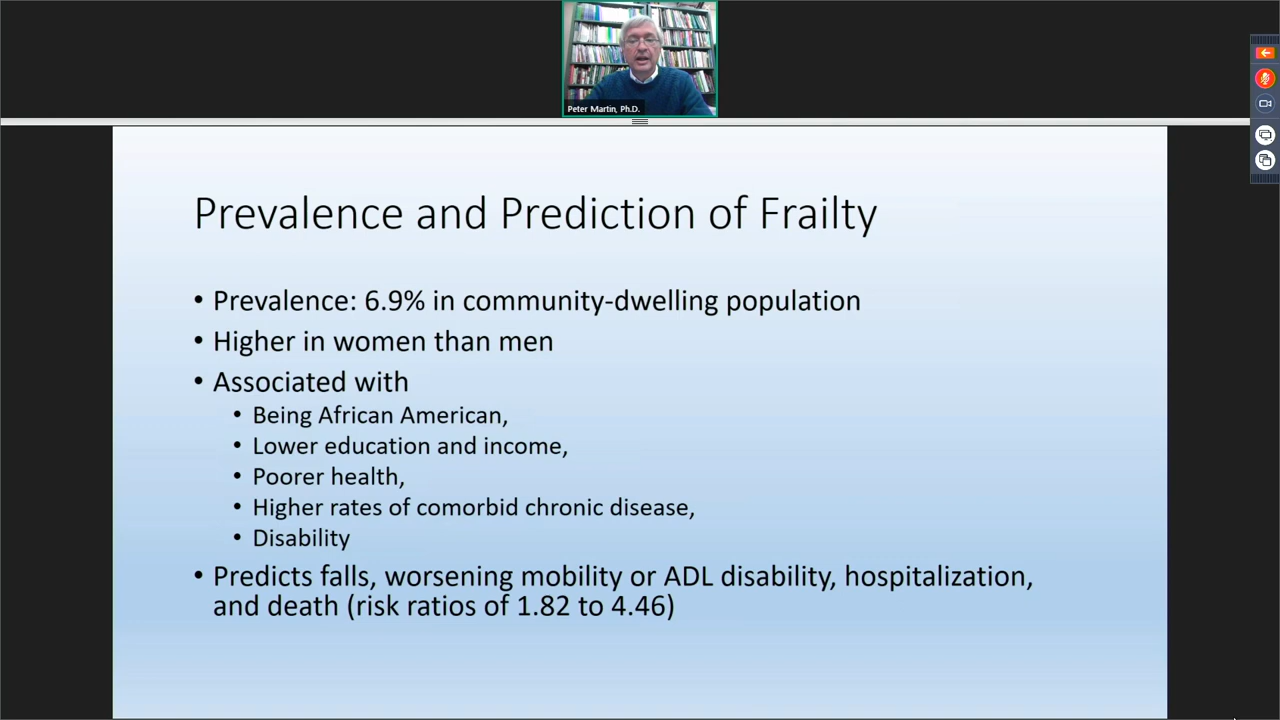 Peter Martin, Ph.D.
Prevalence and Prediction of Frailty
• Prevalence: 6.9% in community-dwelling population
• Higher in women than men
• Associated with
• Being African American,
• Lower education and income,
• Poorer health,
• Higher rates of comorbid chronic disease,
• Disability
• Predicts falls, worsening mobility or ADL disability, hospitalization,
and death (risk ratios of 1.82 to 4.46)